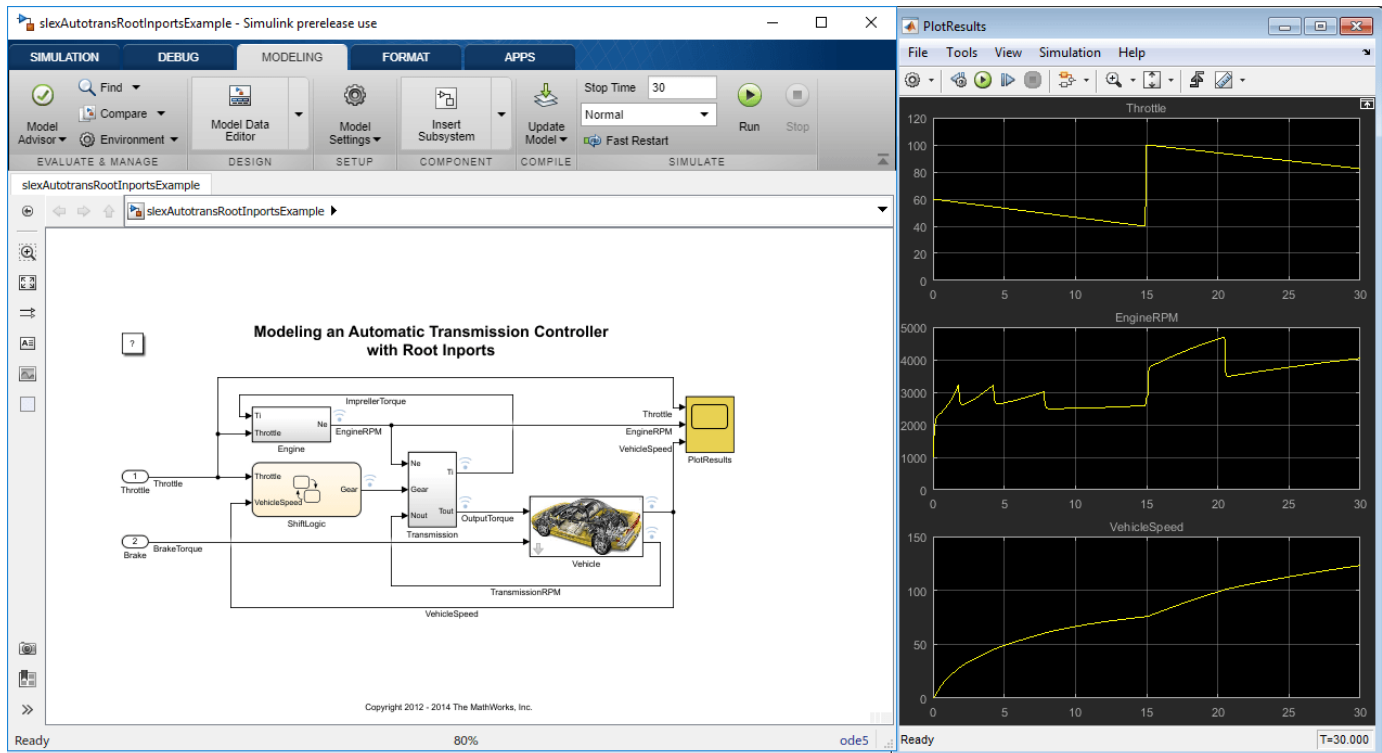 slexAutotransRootInportsExample - Simulink prerelease use
SIMULATION DEBUG MODELING FORMAT APPS
Find
Compare
Environment
Model Advisor
Model Data Editor
Model Settings
Insert Subsystem
Update Model
Stop Time 30
Normal
Fast Restart
Run
Stop
EVALUATE & MANAGE DESIGN SETUP COMPONENT COMPILE SIMULATE
slexAutotransRootInportsExample
slexAutotransRootInportsExample
Modeling an Automatic Transmission Controller
with Root Inports
?
ImprellerTorque
Ti
Throttle
Ne
EngineRPM
Engine
Throttle
EngineRPM
VehicleSpeed
PlotResults
1
Throttle
Throttle
Throttle
VehicleSpeed
Gear
ShiftLogic
Ne
Gear
Nout
Ti
Tout
OutputTorque
Transmission
2
Brake
BrakeTorque
Vehicle
TransmissionRPM
VehicleSpeed
Copyright 2012 - 2014 The MathWorks, Inc.
Ready 80% ode5
PlotResults
File Tools View Simulation Help
Throttle
120
100
80
60
40
20
0
0 5 10 15 20 25 30
EngineRPM
5000
4000
3000
2000
1000
0
0 5 10 15 20 25 30
VehicleSpeed
150
100
50
0
0 5 10 15 20 25 30
Ready T=30.000